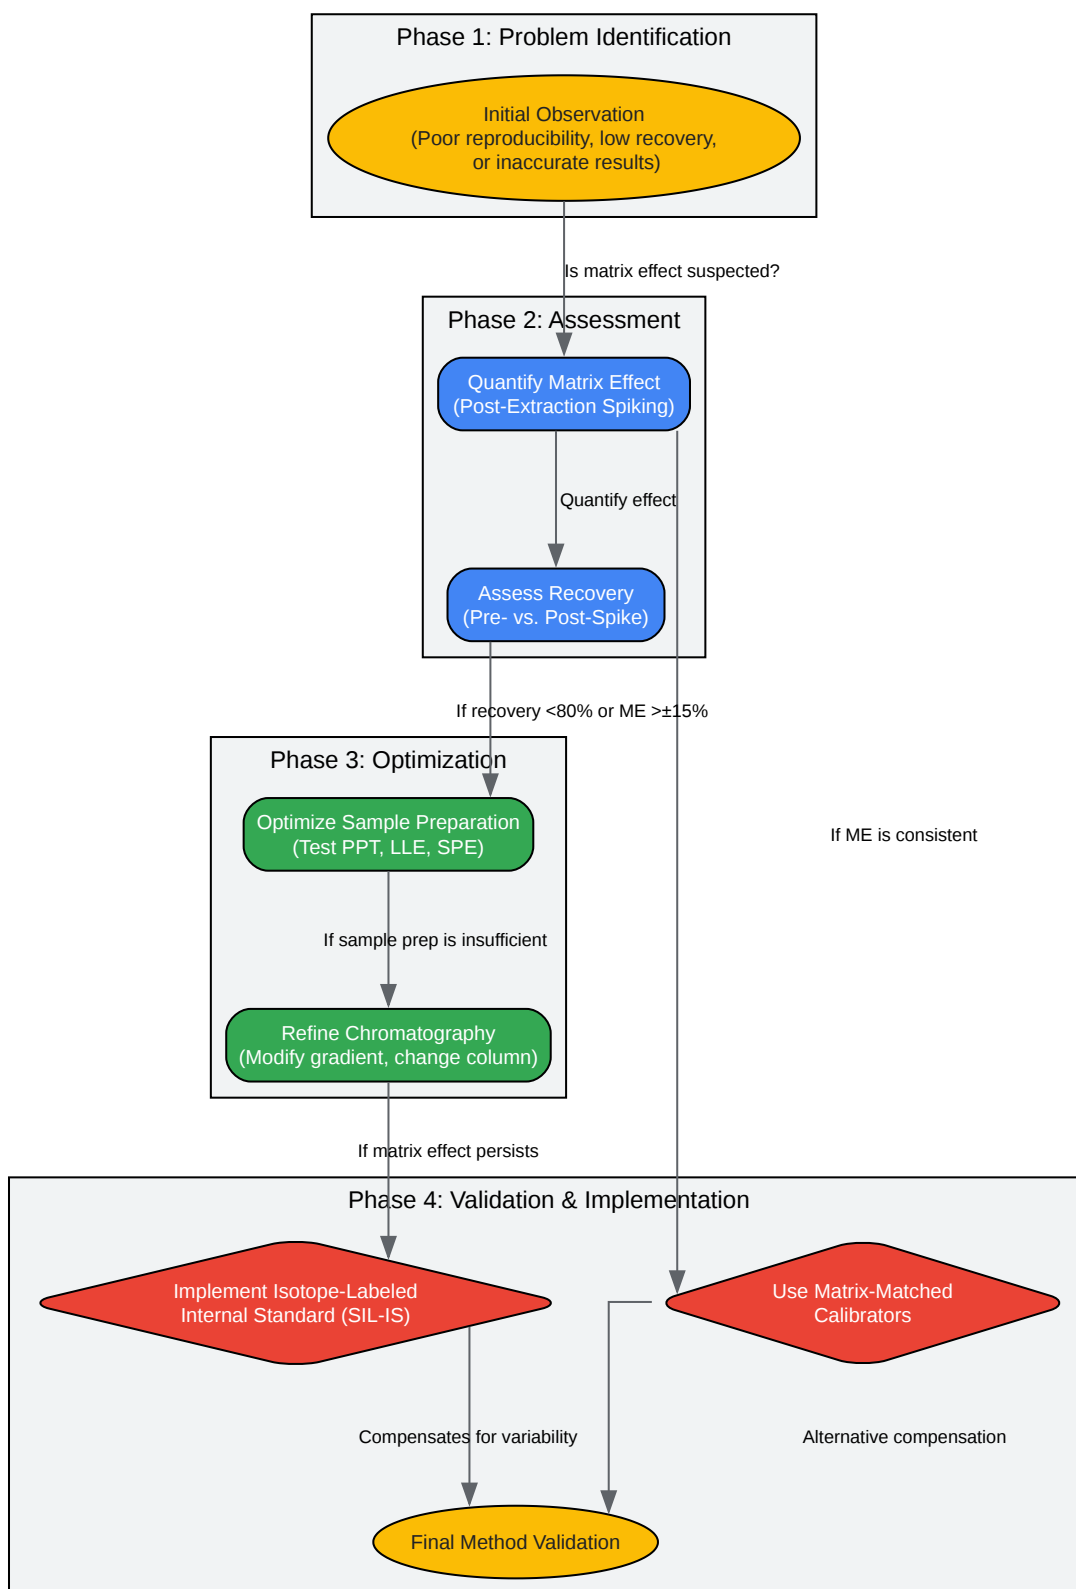 Phase 1: Problem Identification
Initial Observation
(Poor reproducibility, low recovery,
or inaccurate results)
Is matrix effect suspected?
Phase 2: Assessment
Quantify Matrix Effect
(Post-Extraction Spiking)
Quantify effect
Assess Recovery
(Pre- vs. Post-Spike)
If recovery <80% or ME >±15%
Phase 3: Optimization
Optimize Sample Preparation
(Test PPT, LLE, SPE)
If ME is consistent
If sample prep is insufficient
Refine Chromatography
(Modify gradient, change column)
If matrix effect persists
Phase 4: Validation & Implementation
Implement Isotope-Labeled
Internal Standard (SIL-IS)
Use Matrix-Matched
Calibrators
Compensates for variability
Alternative compensation
Final Method Validation